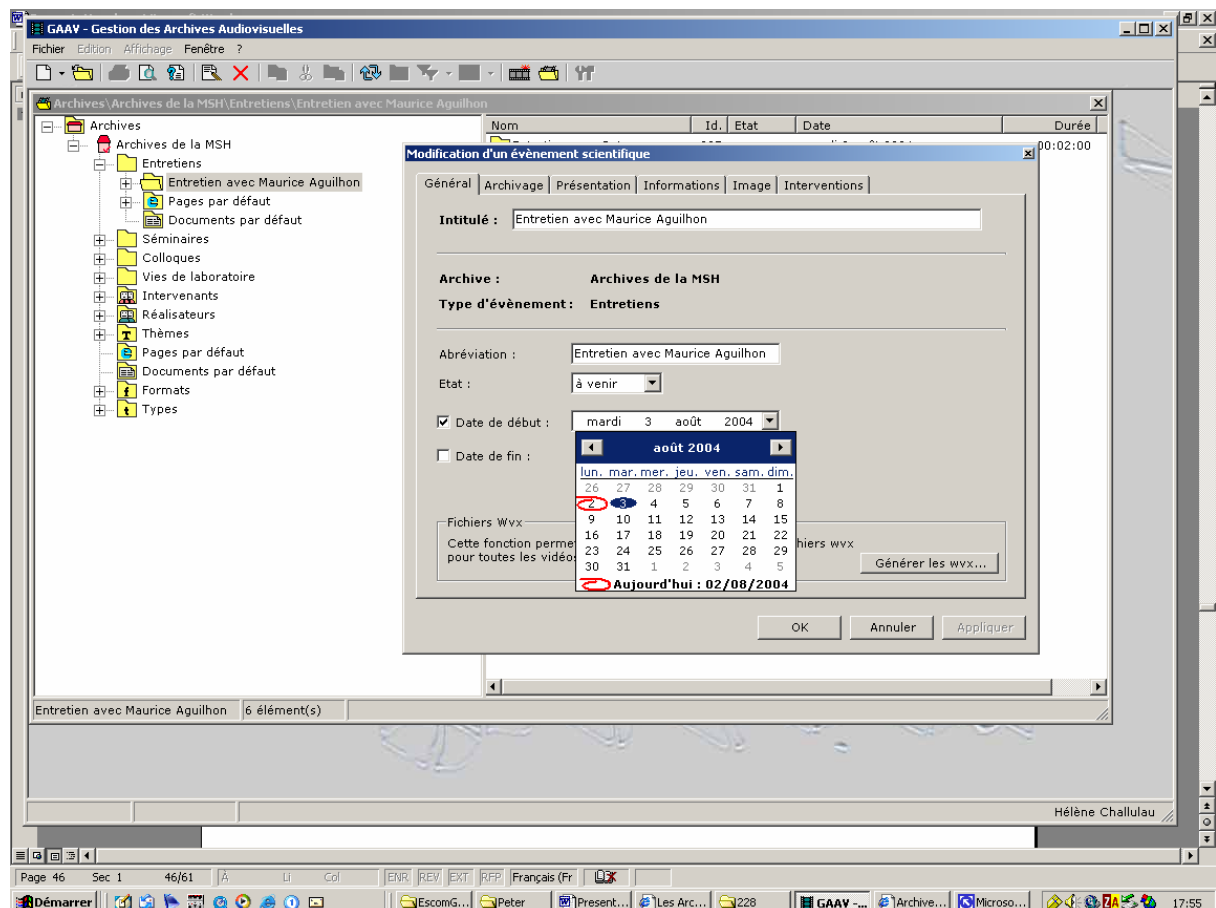 GAAV - Gestion des Archives Audiovisuelles
Fichier Edition Affichage Fenêtre ?
Archives\Archives de la MSH\Entretiens\Entretien avec Maurice Aguilhon
Archives
Archives de la MSH
Entretiens
Entretien avec Maurice Aguilhon
Pages par défaut
Documents par défaut
Séminaires
Colloques
Vies de laboratoire
Intervenants
Réalisateurs
Thèmes
Pages par défaut
Documents par défaut
Formats
Types
Nom Id. Etat Date Durée
00:02:00
Modification d'un évènement scientifique
Général Archivage Présentation Informations Image Interventions
Intitulé : Entretien avec Maurice Aguilhon
Archive : Archives de la MSH
Type d'évènement : Entretiens
Abréviation : Entretien avec Maurice Aguilhon
Etat : à venir
Date de début : mardi 3 août 2004
Date de fin :
août 2004
lun. mar. mer. jeu. ven. sam. dim.
26 27 28 29 30 31 1
2 3 4 5 6 7 8
9 10 11 12 13 14 15
16 17 18 19 20 21 22
23 24 25 26 27 28 29
30 31 1 2 3 4 5
Aujourd'hui : 02/08/2004
Fichiers Wvx
Cette fonction perme hiers wvx
pour toutes les vidéo
Générer les wvx...
OK Annuler Appliquer
Entretien avec Maurice Aguilhon 6 élément(s)
Hélène Challulau
Page 46 Sec 1 46/61 À Li Col ENR REV EXT RFP Français (Fr
Démarrer EscomG... Peter Present... Les Arc... 228 GAAV -... Archive... Microso... 17:55